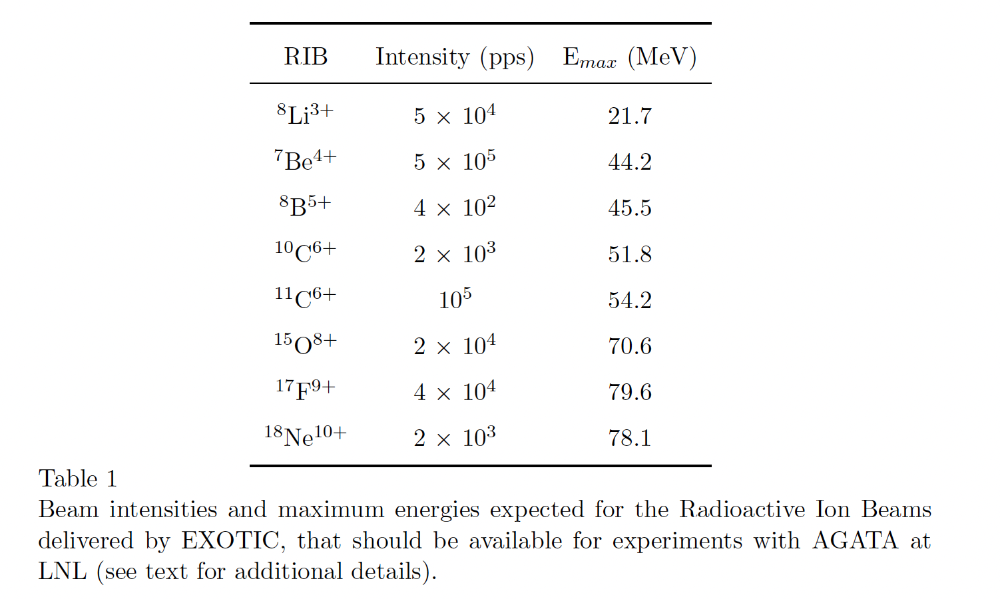 RIB Intensity (pps) E_max (MeV)
⁸Li³⁺ 5 × 10⁴ 21.7
⁷Be⁴⁺ 5 × 10⁵ 44.2
⁸B⁵⁺ 4 × 10² 45.5
¹⁰C⁶⁺ 2 × 10³ 51.8
¹¹C⁶⁺ 10⁵ 54.2
¹⁵O⁸⁺ 2 × 10⁴ 70.6
¹⁷F⁹⁺ 4 × 10⁴ 79.6
¹⁸Ne¹⁰⁺ 2 × 10³ 78.1
Table 1
Beam intensities and maximum energies expected for the Radioactive Ion Beams
delivered by EXOTIC, that should be available for experiments with AGATA at
LNL (see text for additional details).